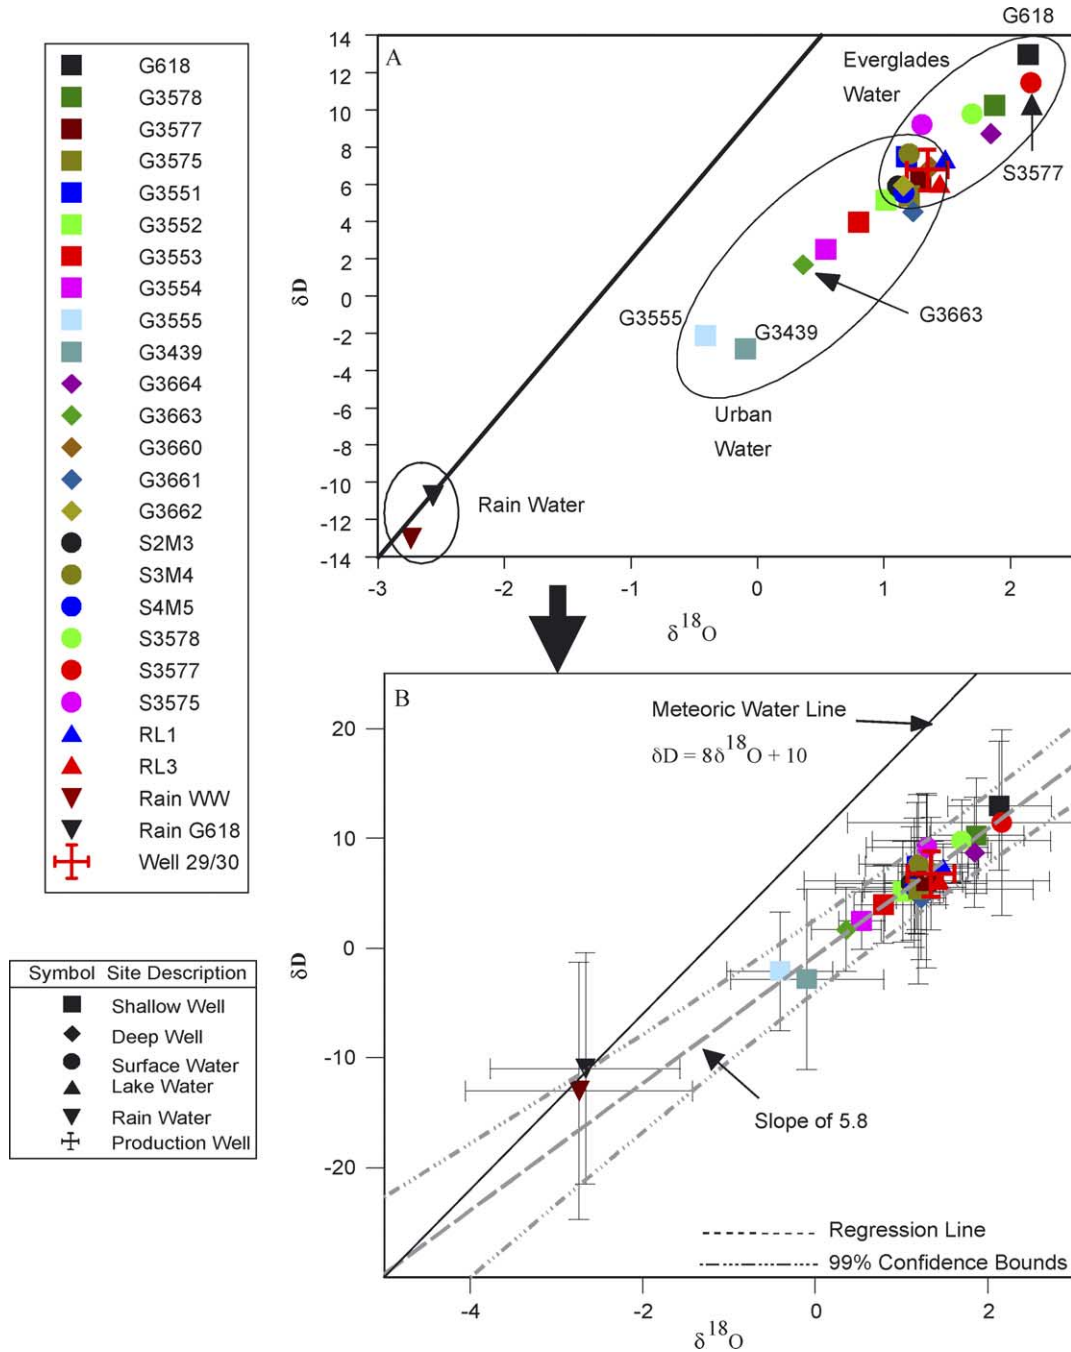 G618
G3578
G3577
G3575
G3551
G3552
G3553
G3554
G3555
G3439
G3664
G3663
G3660
G3661
G3662
S2M3
S3M4
S4M5
S3578
S3577
S3575
RL1
RL3
Rain WW
Rain G618
Well 29/30
Symbol Site Description
Shallow Well
Deep Well
Surface Water
Lake Water
Rain Water
Production Well
G618
A
Everglades
Water
S3577
G3663
G3555
G3439
Urban
Water
Rain Water
14
12
10
8
6
4
2
0
-2
-4
-6
-8
-10
-12
-14
δD
-3
-2
-1
0
1
2
δ18O
B
Meteoric Water Line
δD = 8δ18O + 10
Slope of 5.8
Regression Line
99% Confidence Bounds
20
10
0
-10
-20
δD
-4
-2
0
2
δ18O